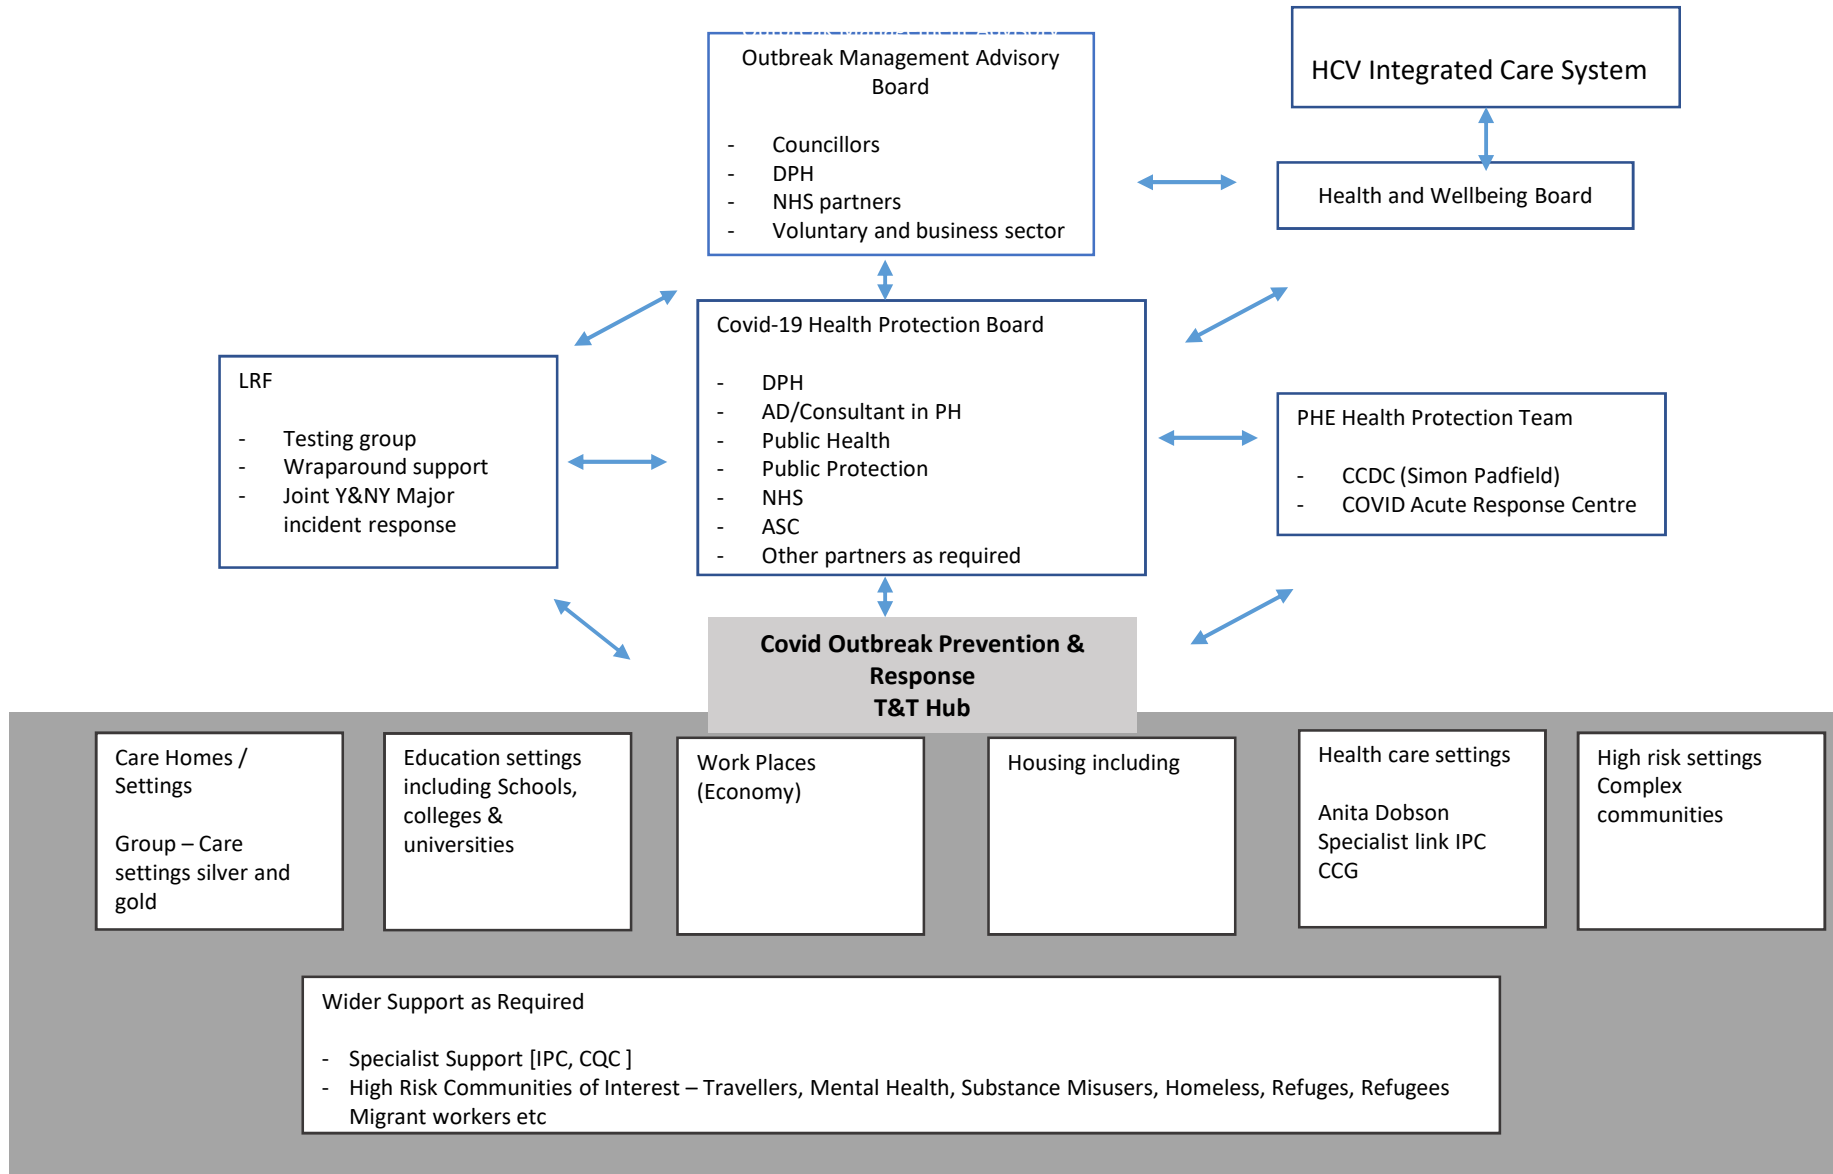 Outbreak Management Advisory
Outbreak Management Advisory
Board
- Councillors
- DPH
- NHS partners
- Voluntary and business sector
HCV Integrated Care System
Health and Wellbeing Board
Covid-19 Health Protection Board
- DPH
- AD/Consultant in PH
- Public Health
- Public Protection
- NHS
- ASC
- Other partners as required
LRF
- Testing group
- Wraparound support
- Joint Y&NY Major
incident response
PHE Health Protection Team
- CCDC (Simon Padfield)
- COVID Acute Response Centre
Covid Outbreak Prevention &
Response
T&T Hub
Care Homes /
Settings
Group – Care
settings silver and
gold
Education settings
including Schools,
colleges &
universities
Work Places
(Economy)
Housing including
Health care settings
Anita Dobson
Specialist link IPC
CCG
High risk settings
Complex
communities
Wider Support as Required
- Specialist Support [IPC, CQC ]
- High Risk Communities of Interest – Travellers, Mental Health, Substance Misusers, Homeless, Refuges, Refugees
Migrant workers etc